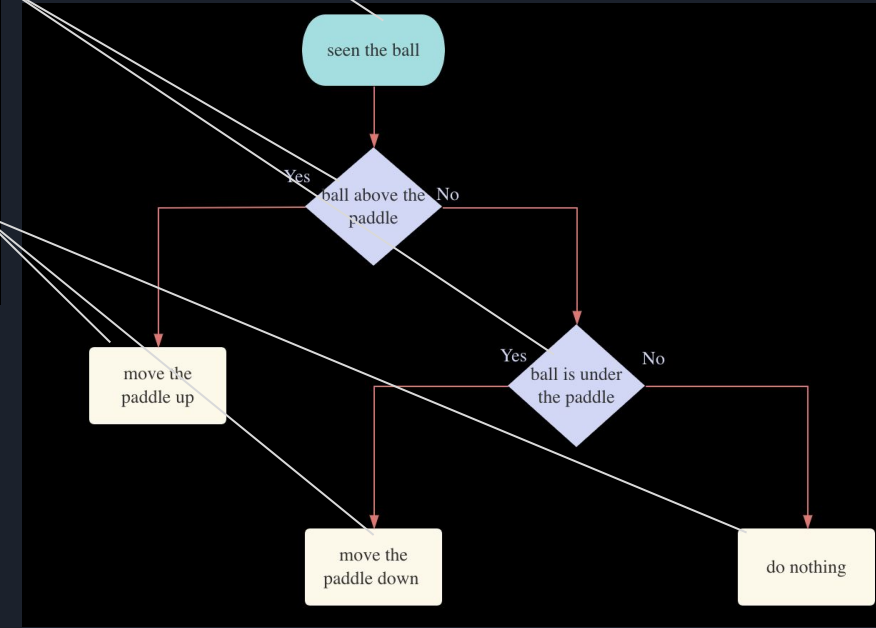 seen the ball
Yes
ball above the
paddle
No
move the
paddle up
Yes
ball is under
the paddle
No
move the
paddle down
do nothing